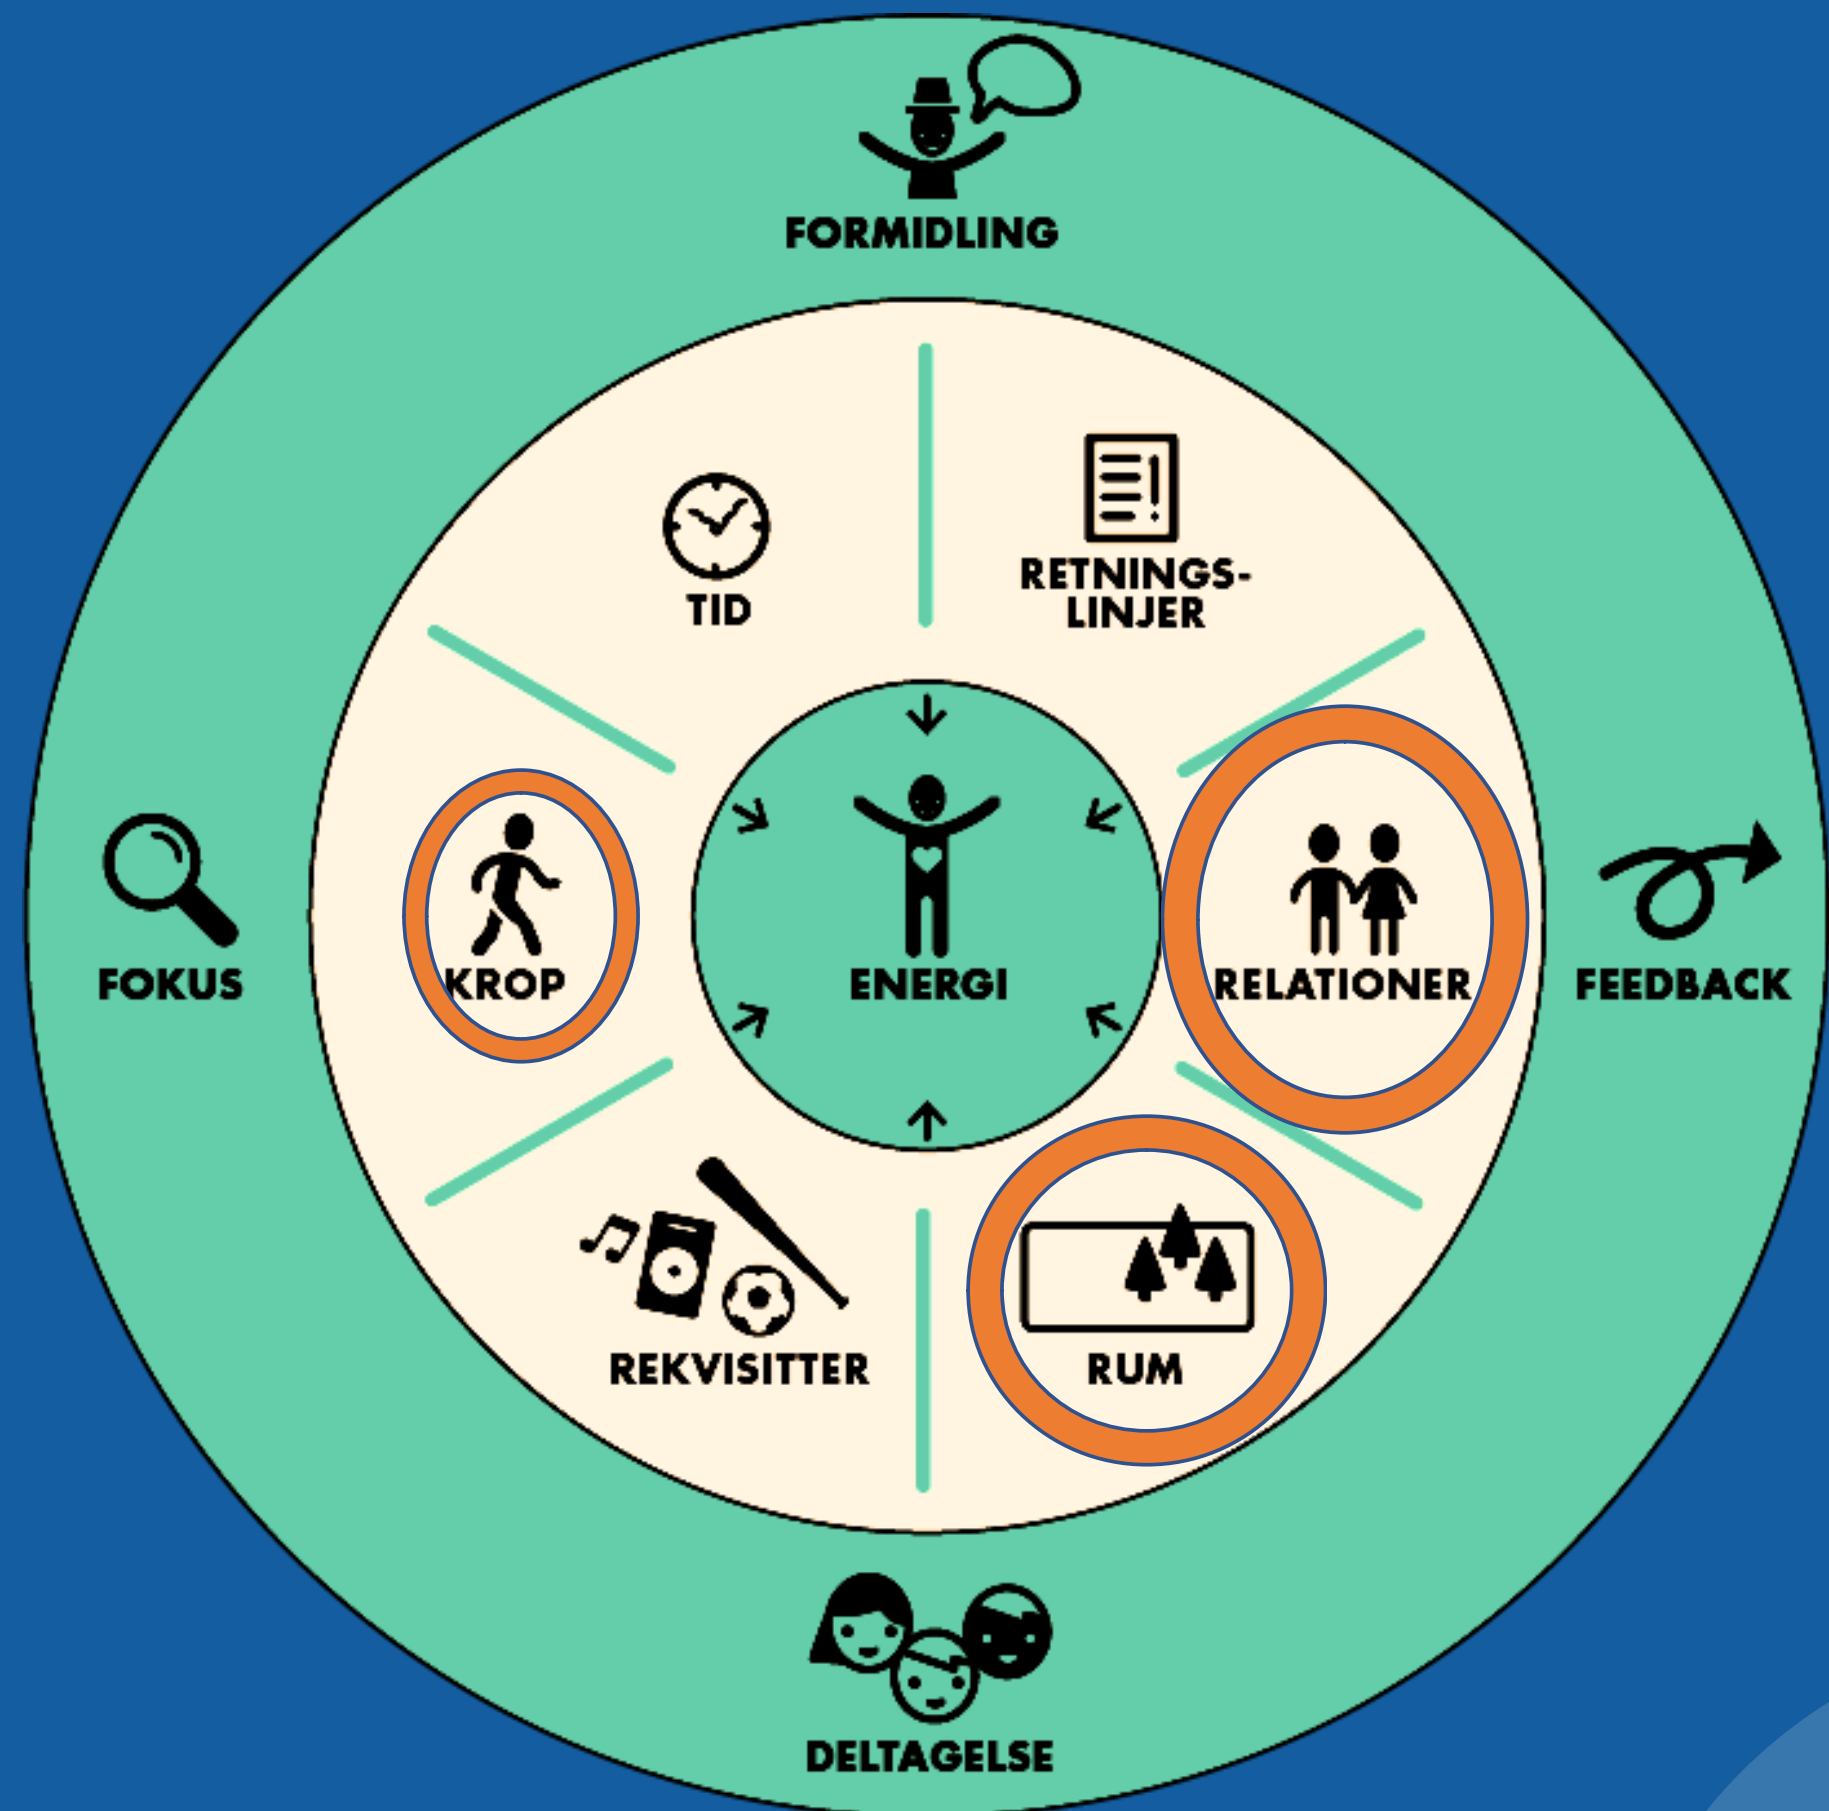 FORMIDLING
TID
RETNINGS-
LINJER
FOKUS
KROP
ENERGI
RELATIONER
FEEDBACK
REKVISITTER
RUM
DELTAGELSE